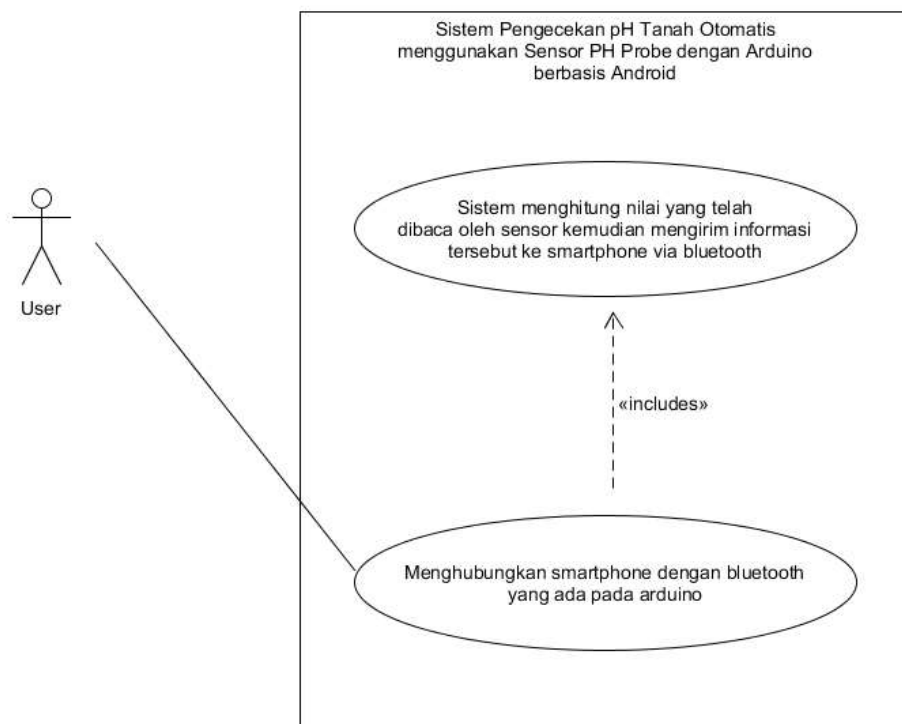 Sistem Pengecekan pH Tanah Otomatis
menggunakan Sensor PH Probe dengan Arduino
berbasis Android
Sistem menghitung nilai yang telah
dibaca oleh sensor kemudian mengirim informasi
tersebut ke smartphone via bluetooth
User
«includes»
Menghubungkan smartphone dengan bluetooth
yang ada pada arduino